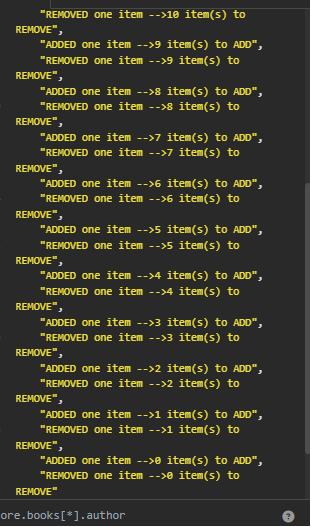 "REMOVED one item -->10 item(s) to
REMOVE",
"ADDED one item -->9 item(s) to ADD",
"REMOVED one item -->9 item(s) to
REMOVE",
"ADDED one item -->8 item(s) to ADD",
"REMOVED one item -->8 item(s) to
REMOVE",
"ADDED one item -->7 item(s) to ADD",
"REMOVED one item -->7 item(s) to
REMOVE",
"ADDED one item -->6 item(s) to ADD",
"REMOVED one item -->6 item(s) to
REMOVE",
"ADDED one item -->5 item(s) to ADD",
"REMOVED one item -->5 item(s) to
REMOVE",
"ADDED one item -->4 item(s) to ADD",
"REMOVED one item -->4 item(s) to
REMOVE",
"ADDED one item -->3 item(s) to ADD",
"REMOVED one item -->3 item(s) to
REMOVE",
"ADDED one item -->2 item(s) to ADD",
"REMOVED one item -->2 item(s) to
REMOVE",
"ADDED one item -->1 item(s) to ADD",
"REMOVED one item -->1 item(s) to
REMOVE",
"ADDED one item -->0 item(s) to ADD",
"REMOVED one item -->0 item(s) to
REMOVE"
ore.books[*].author ?